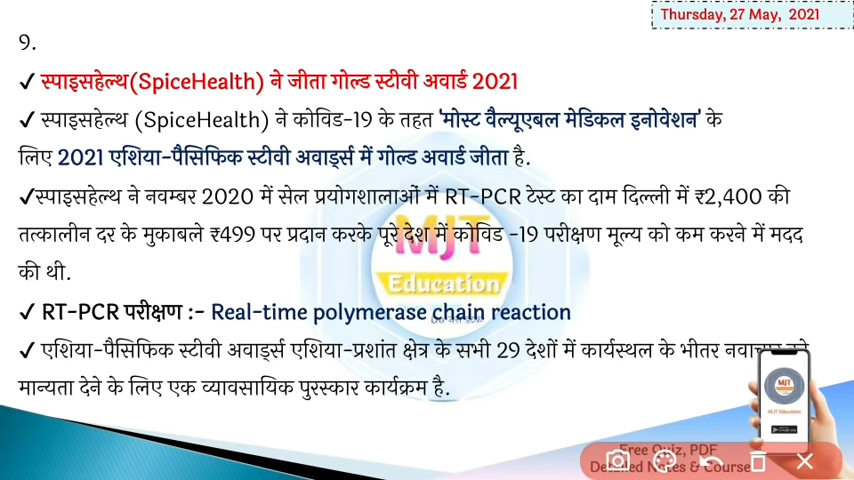 Thursday, 27 May, 2021
9.
✓ स्पाइसहेल्थ(SpiceHealth) ने जीता गोल्ड स्टीवी अवार्ड 2021
✓ स्पाइसहेल्थ (SpiceHealth) ने कोविड-19 के तहत 'मोस्ट वैल्यूएबल मेडिकल इनोवेशन' के
लिए 2021 एशिया-पैसिफिक स्टीवी अवार्ड्स में गोल्ड अवार्ड जीता है.
✓स्पाइसहेल्थ ने नवम्बर 2020 में सेल प्रयोगशालाओं में RT-PCR टेस्ट का दाम दिल्ली में ₹2,400 की
तत्कालीन दर के मुकाबले ₹499 पर प्रदान करके पूरे देश में कोविड -19 परीक्षण मूल्य को कम करने में मदद
की थी.
MJT
Education
✓ RT-PCR परीक्षण :- Real-time polymerase chain reaction
✓ एशिया-पैसिफिक स्टीवी अवार्ड्स एशिया-प्रशांत क्षेत्र के सभी 29 देशों में कार्यस्थल के भीतर
मान्यता देने के लिए एक व्यावसायिक पुरस्कार कार्यक्रम है.
MJT
MJT Education
Free Quiz, PDF
Detailed Notes & Course